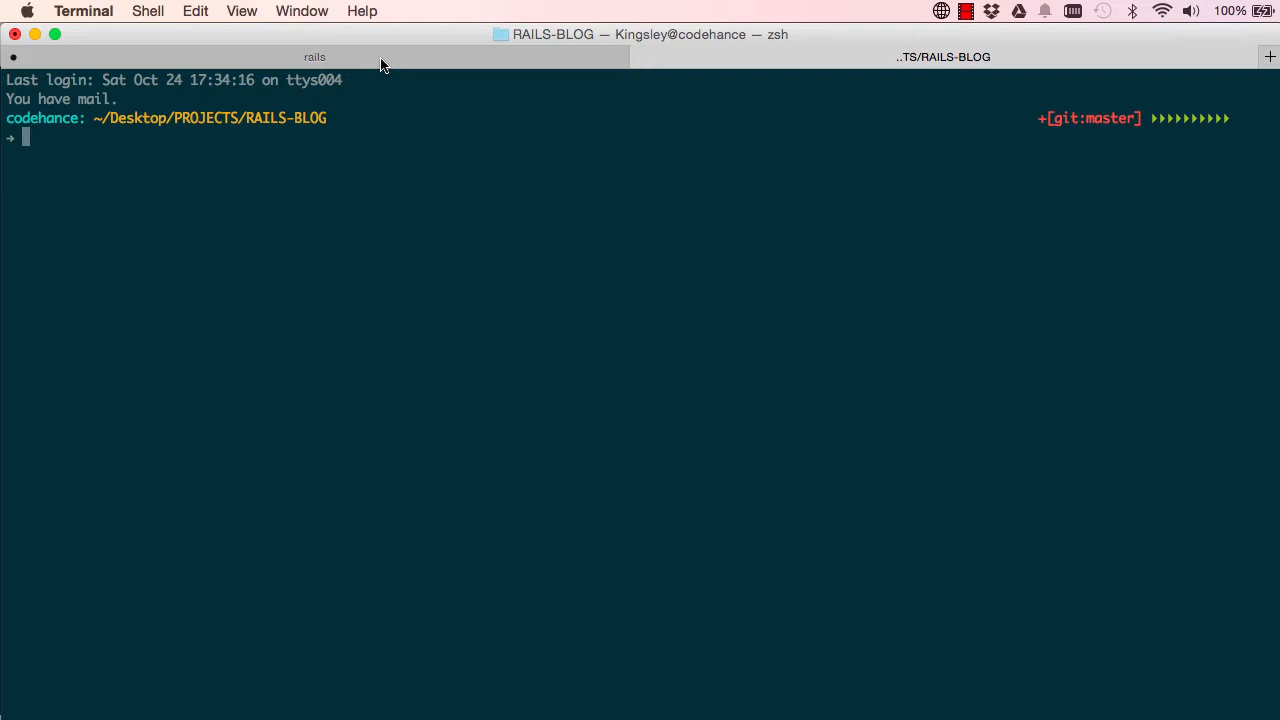 Terminal Shell Edit View Window Help 100%
RAILS-BLOG — Kingsley@codehance — zsh
rails ..TS/RAILS-BLOG
Last login: Sat Oct 24 17:34:16 on ttys004
You have mail.
codehance: ~/Desktop/PROJECTS/RAILS-BLOG +[git:master]